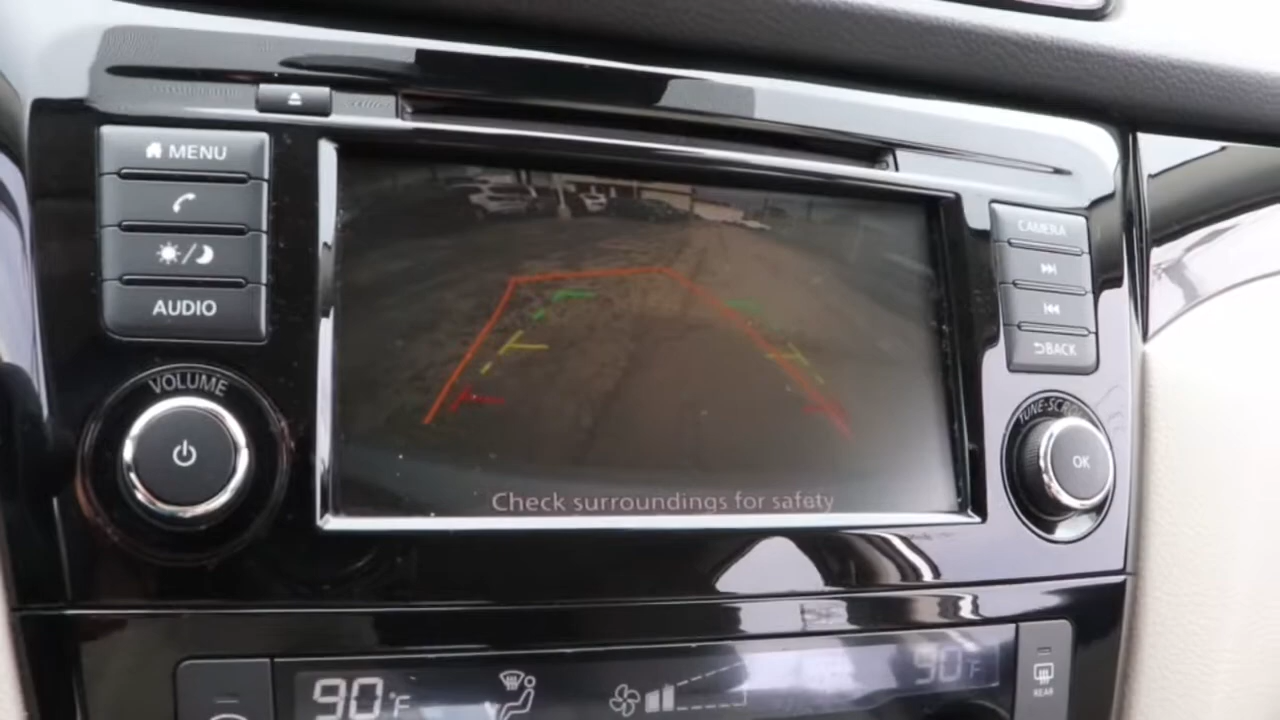 MENU
AUDIO
VOLUME
CAMERA
BACK
TUNE·SCROLL
OK
Check surroundings for safety
90°F
90°F
REAR